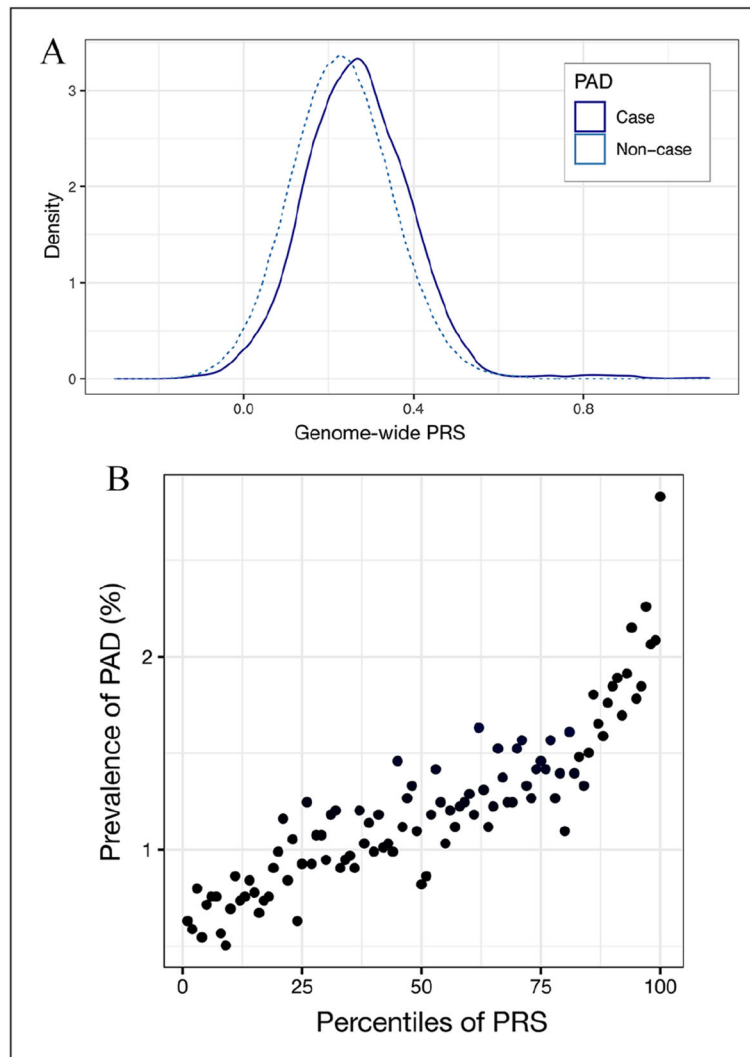 A
PAD
Case
Non-case
3
2
1
0
Density
0.0 0.4 0.8
Genome-wide PRS
B
2
1
Prevalence of PAD (%)
0 25 50 75 100
Percentiles of PRS